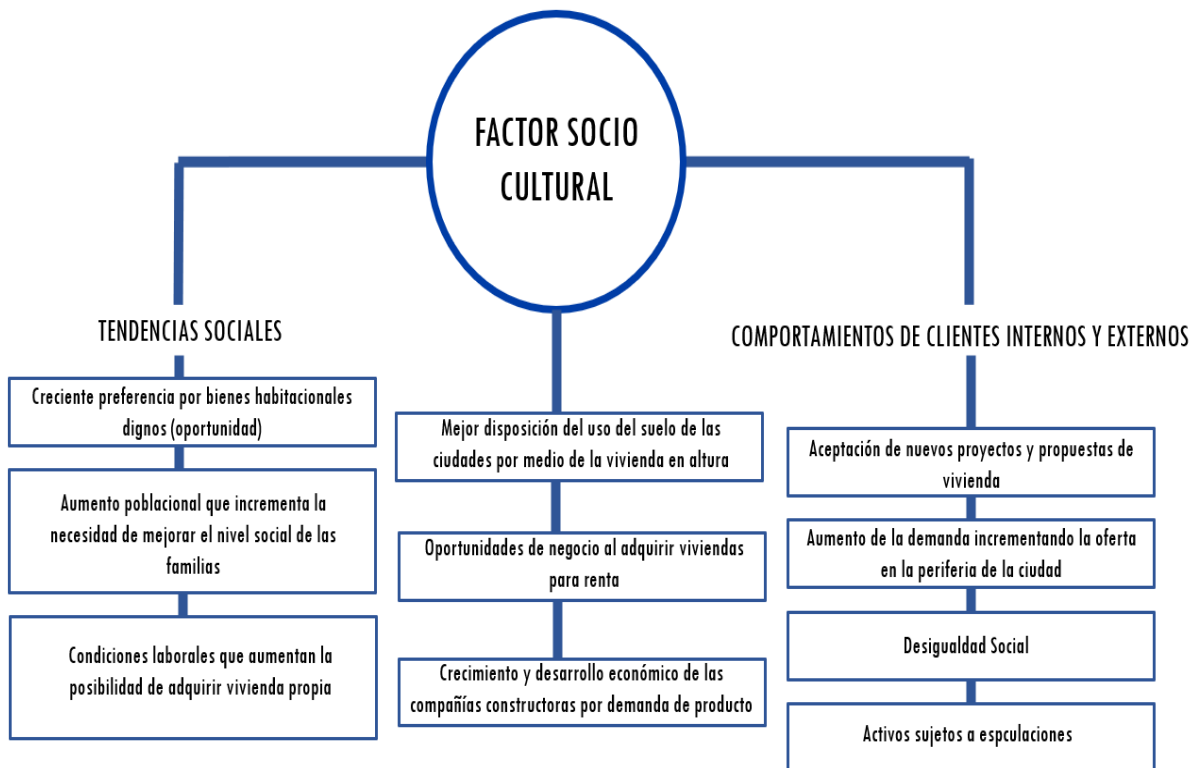 FACTOR SOCIO
CULTURAL
TENDENCIAS SOCIALES
Creciente preferencia por bienes habitacionales
dignos (oportunidad)
Aumento poblacional que incrementa la
necesidad de mejorar el nivel social de las
familias
Condiciones laborales que aumentan la
posibilidad de adquirir vivienda propia
Mejor disposición del uso del suelo de las
ciudades por medio de la vivienda en altura
Oportunidades de negocio al adquirir viviendas
para renta
Crecimiento y desarrollo económico de las
compañías constructoras por demanda de producto
COMPORTAMIENTOS DE CLIENTES INTERNOS Y EXTERNOS
Aceptación de nuevos proyectos y propuestas de
vivienda
Aumento de la demanda incrementando la oferta
en la periferia de la ciudad
Desigualdad Social
Activos sujetos a espculaciones